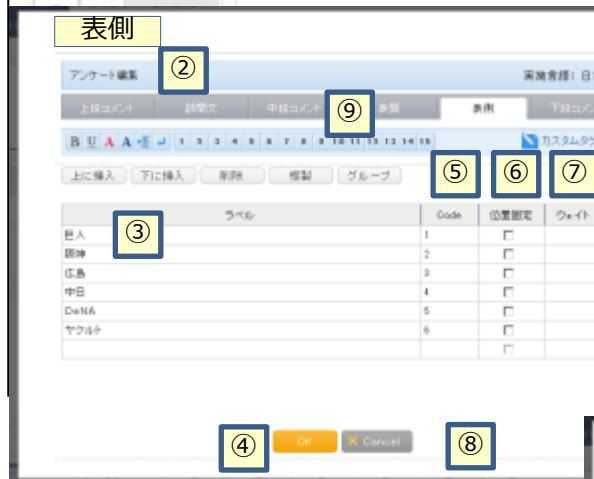 表側
アンケート編集 ② 実施言語: 日
上段コメント 訪問文 中段コメント ⑨ 表頭 表側 下段コメン
B U A A 1 2 3 4 5 6 7 8 9 10 11 12 13 14 15 カスタムタグ
上に挿入 下に挿入 削除 複製 グループ ⑤ ⑥ ⑦
ラベル Code 位置固定 ウェイト
巨人 ③ 1
阪神 2
広島 3
中日 4
DeNA 5
ヤクルト 6
④ OK Cancel ⑧